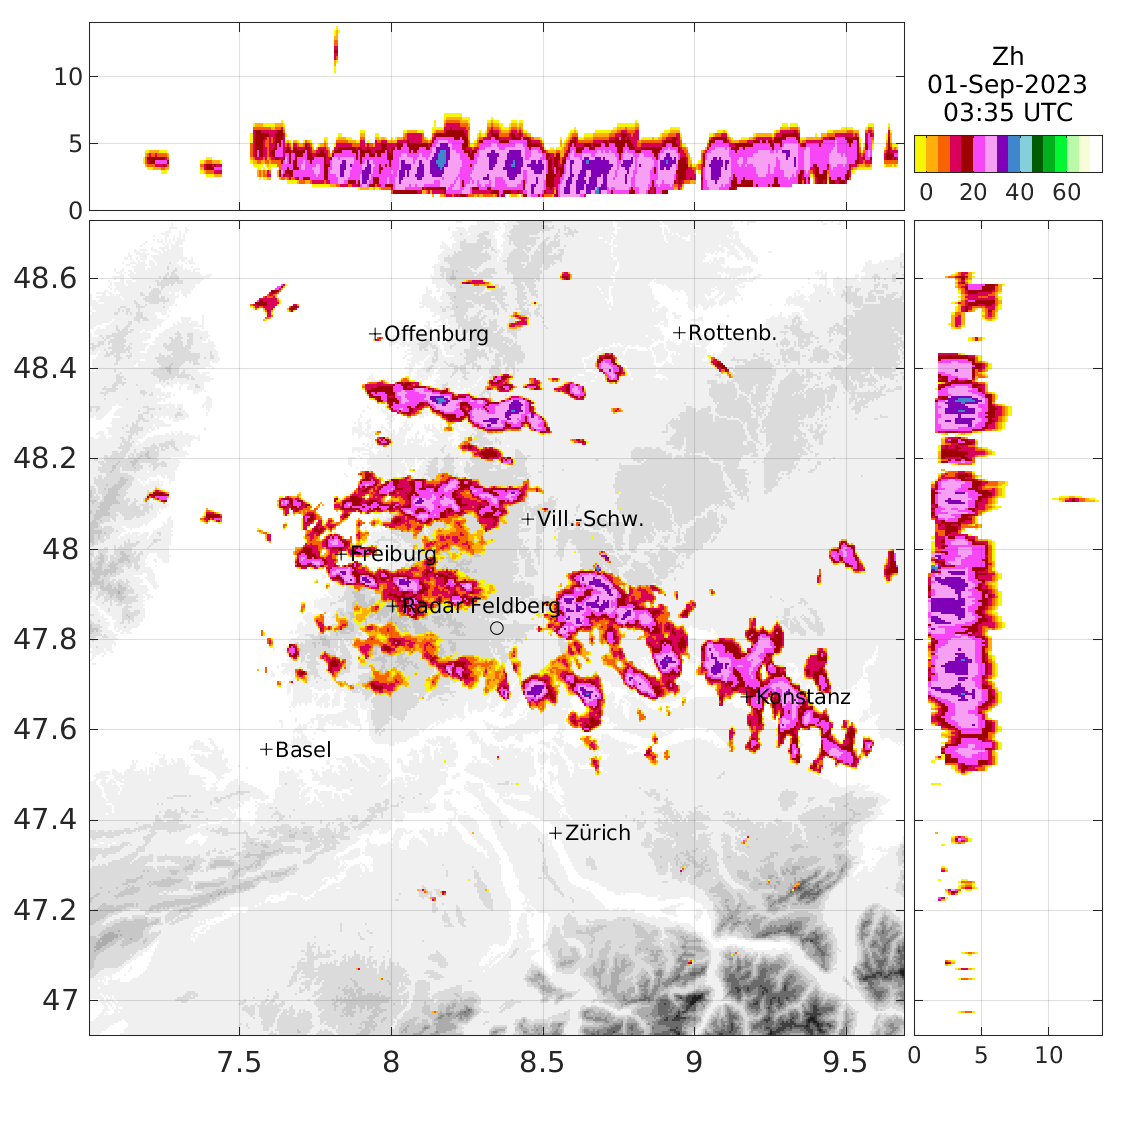 10
5
0
Zh
01-Sep-2023
03:35 UTC
0 20 40 60
48.6
48.4
48.2
48
47.8
47.6
47.4
47.2
47
+Offenburg
+Rottenb.
+Vill.-Schw.
+Freiburg
+Radar Feldberg
+Konstanz
+Basel
+Zürich
7.5 8 8.5 9 9.5
0 5 10